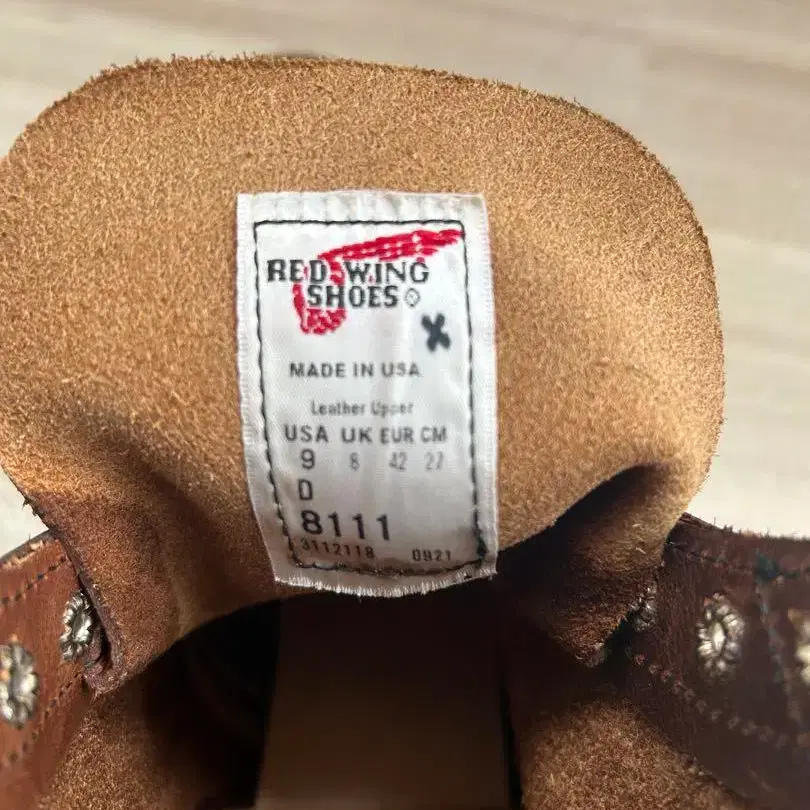 RED WING
SHOES
X
MADE IN USA
Leather Upper
USA UK EUR CM
9 8 42 27
D
8111
3112118 0921